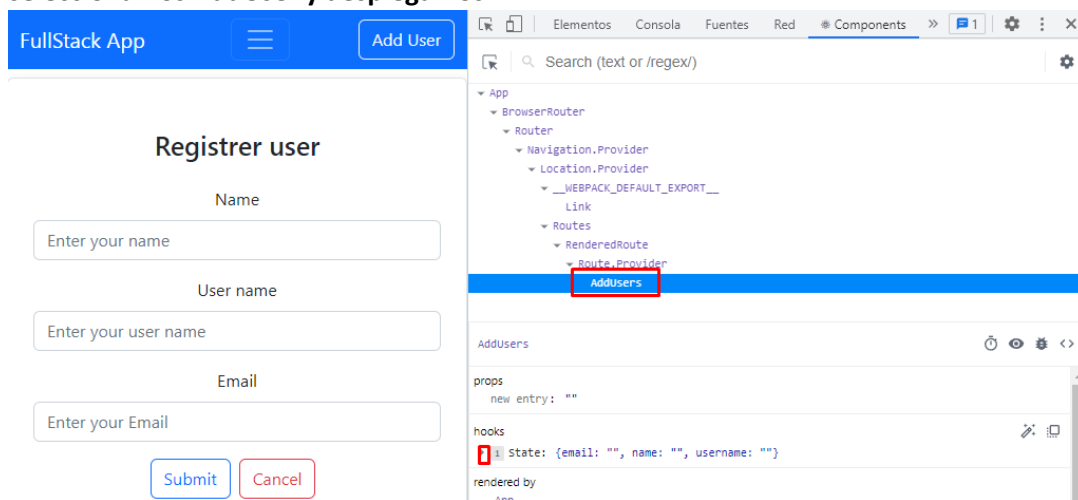 FullStack App
Add User
Registrer user
Name
Enter your name
User name
Enter your user name
Email
Enter your Email
Submit
Cancel
Elementos Consola Fuentes Red Components 1
Search (text or /regex/)
App
BrowserRouter
Router
Navigation.Provider
Location.Provider
__WEBPACK_DEFAULT_EXPORT__
Link
Routes
RenderedRoute
Route.Provider
AddUsers
AddUsers
props
new entry: ""
hooks
1 State: {email: "", name: "", username: ""}
rendered by
App